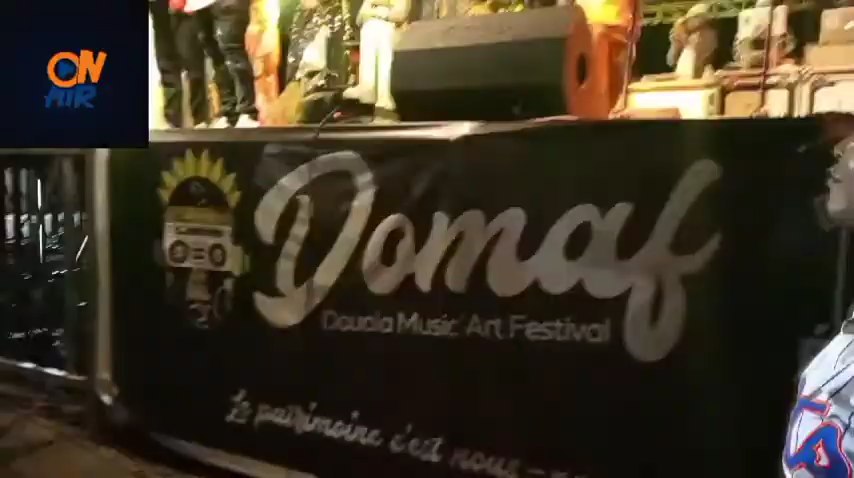 ON
AIR
Domaf
Douala Music' Art Festival
Le patrimoine c'est nous -